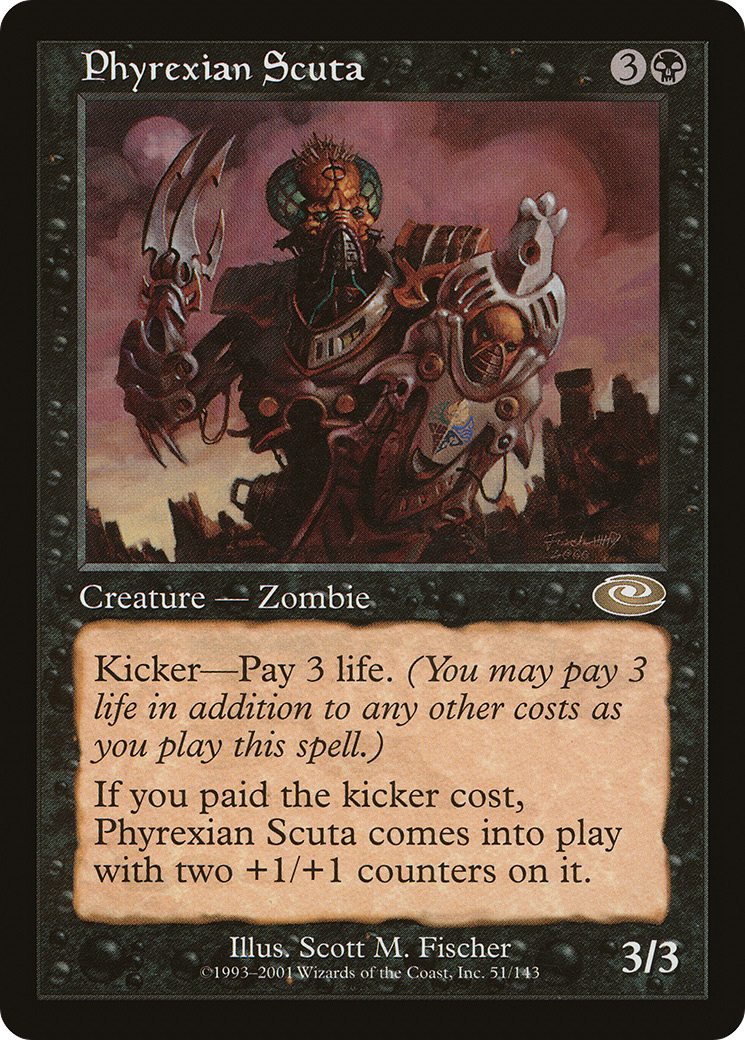 Phyrexian Scuta 3
Creature — Zombie
Kicker—Pay 3 life. (You may pay 3
life in addition to any other costs as
you play this spell.)
If you paid the kicker cost,
Phyrexian Scuta comes into play
with two +1/+1 counters on it.
Illus. Scott M. Fischer
©1993–2001 Wizards of the Coast, Inc. 51/143
3/3